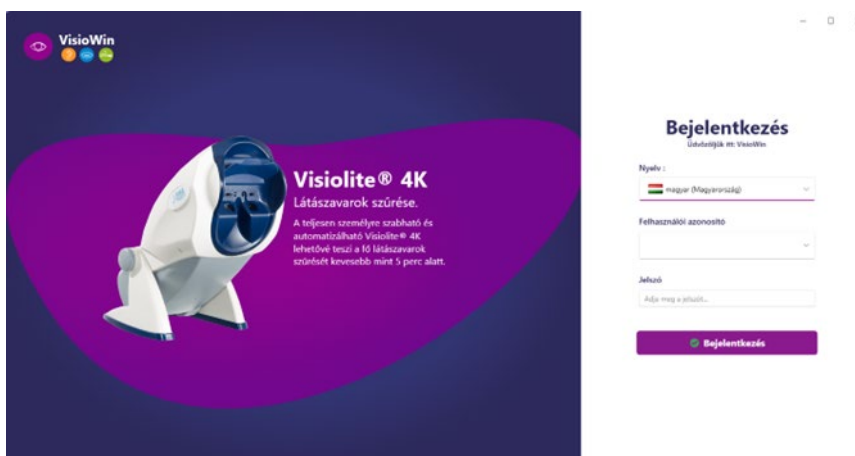 VisioWin
Visiolite® 4K
Látászavarok szűrése.
A teljesen személyre szabható és
automatizálható Visiolite® 4K
lehetővé teszi a fő látászavarok
szűrését kevesebb mint 5 perc alatt.
Bejelentkezés
Üdvözöljük itt: VisioWin
Nyelv :
magyar (Magyarország)
Felhasználói azonosító
Jelszó
Adja meg a jelszót...
Bejelentkezés